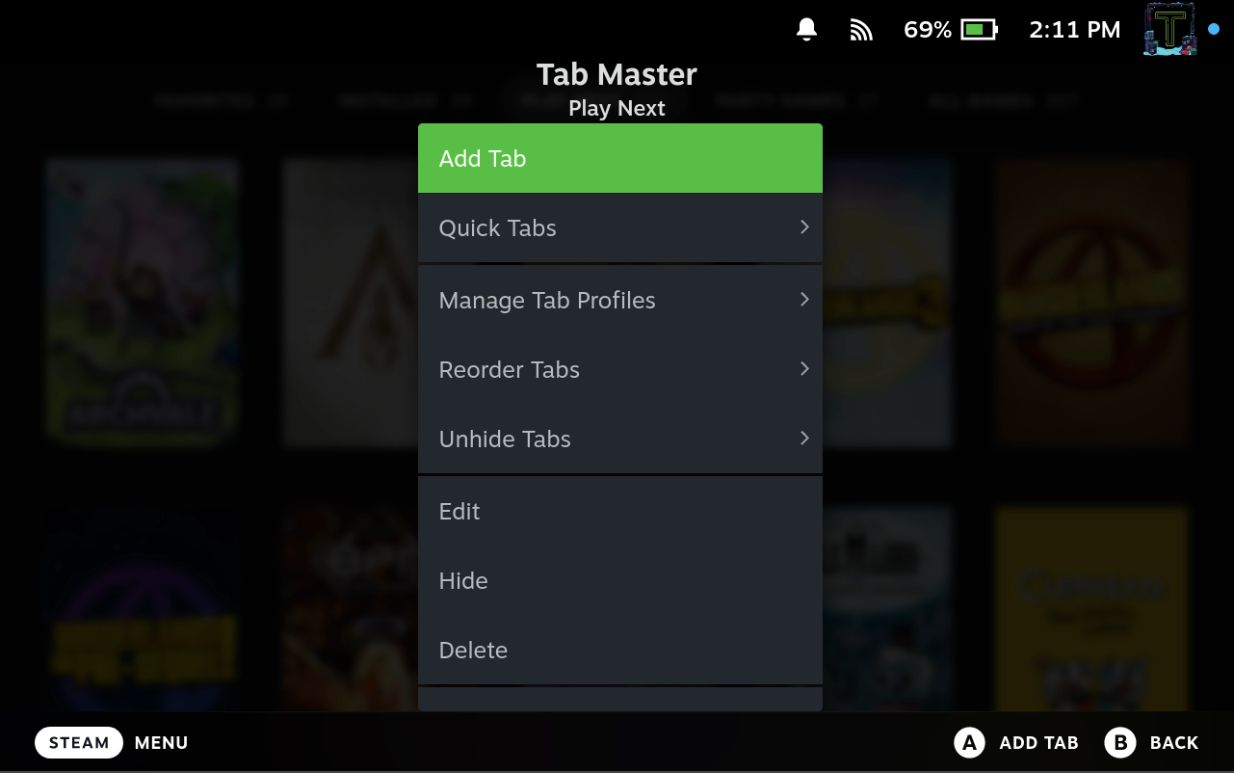 69%
2:11 PM
T
Tab Master
Play Next
Add Tab
Quick Tabs
Manage Tab Profiles
Reorder Tabs
Unhide Tabs
Edit
Hide
Delete
STEAM MENU
A ADD TAB B BACK